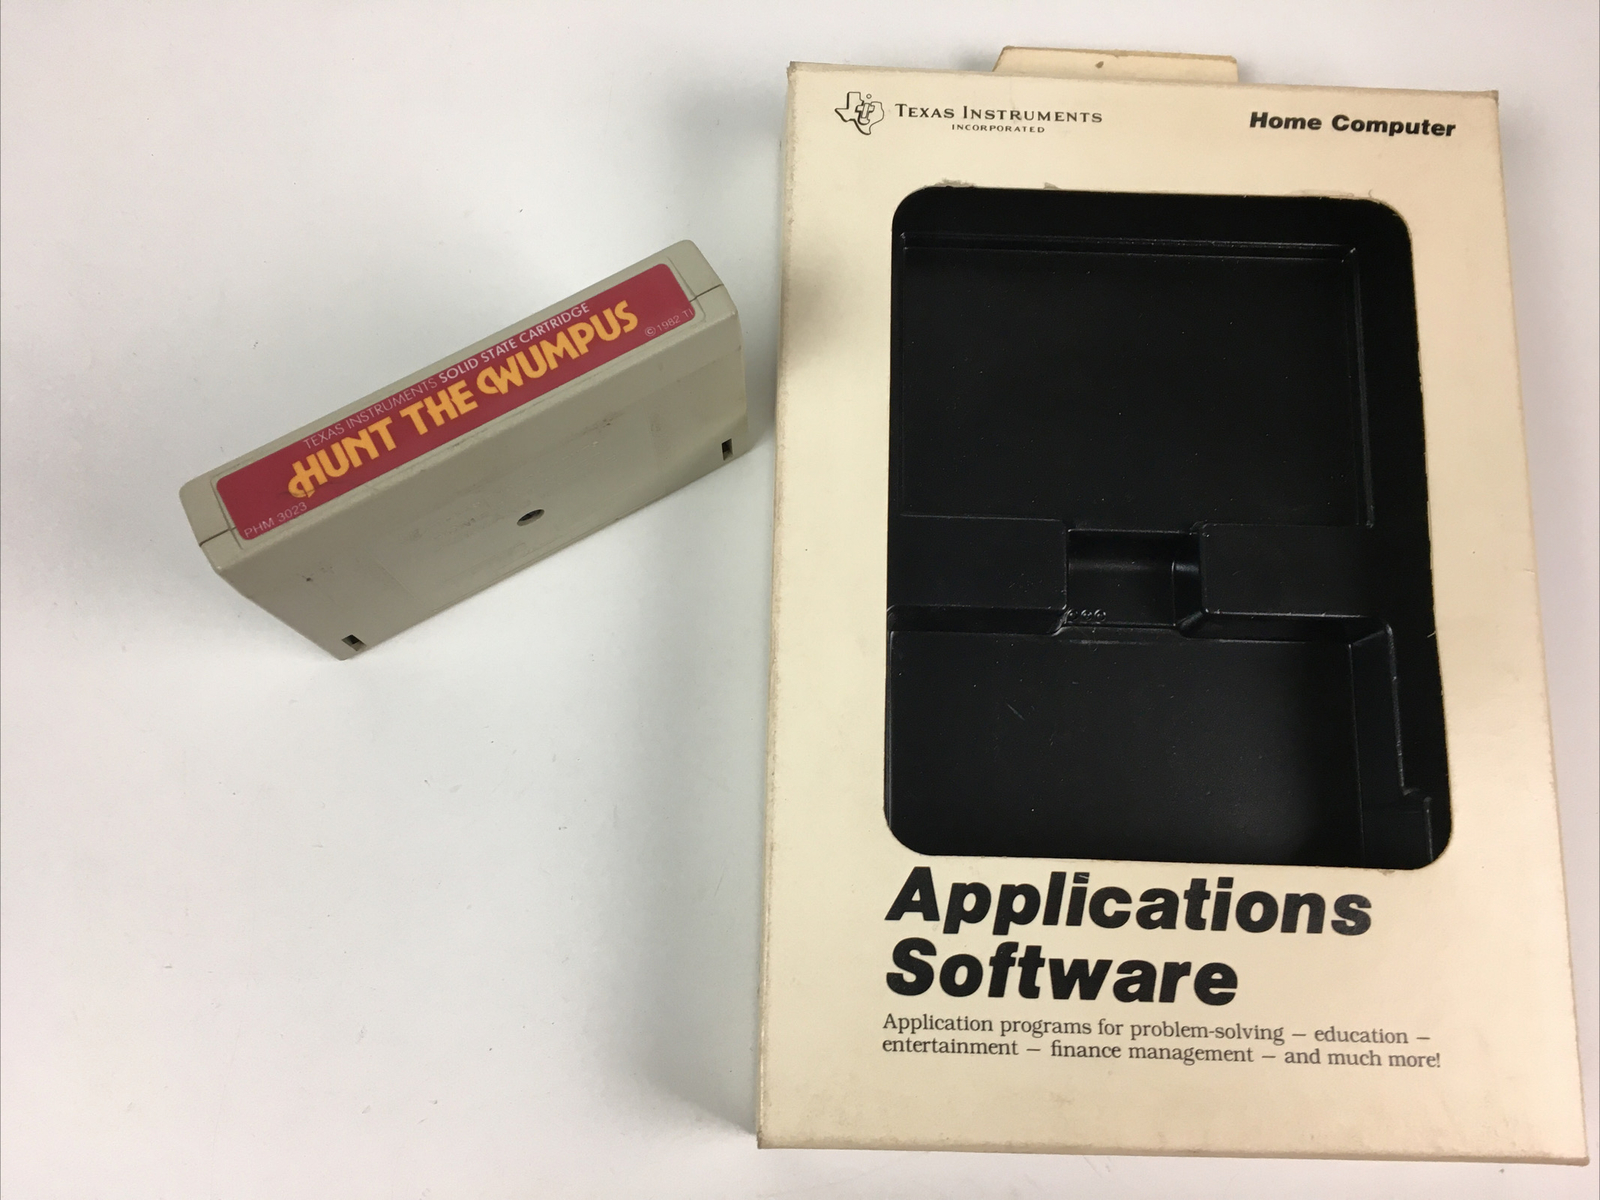 TEXAS INSTRUMENTS SOLID STATE CARTRIDGE
HUNT THE WUMPUS
PHM 3023
© 1982 TI
TEXAS INSTRUMENTS
INCORPORATED
Home Computer
Applications
Software
Application programs for problem-solving – education –
entertainment – finance management – and much more!